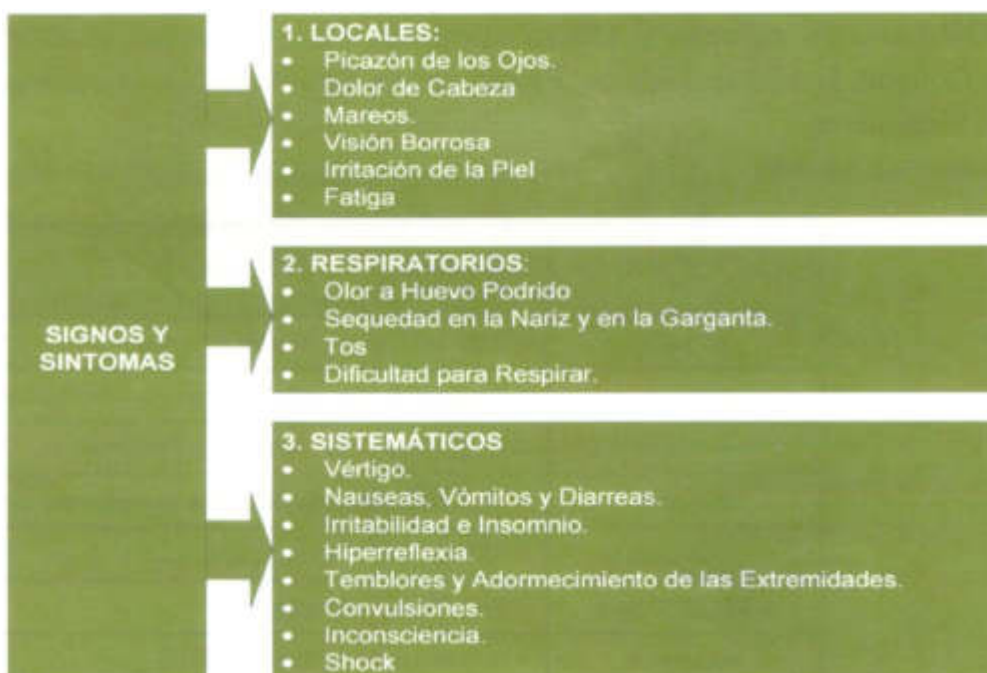 SIGNOS Y
SINTOMAS
1. LOCALES:
• Picazón de los Ojos.
• Dolor de Cabeza
• Mareos.
• Visión Borrosa
• Irritación de la Piel
• Fatiga
2. RESPIRATORIOS:
• Olor a Huevo Podrido
• Sequedad en la Nariz y en la Garganta.
• Tos
• Dificultad para Respirar.
3. SISTEMÁTICOS
• Vértigo.
• Nauseas, Vómitos y Diarreas.
• Irritabilidad e Insomnio.
• Hiperreflexia.
• Temblores y Adormecimiento de las Extremidades.
• Convulsiones.
• Inconsciencia.
• Shock